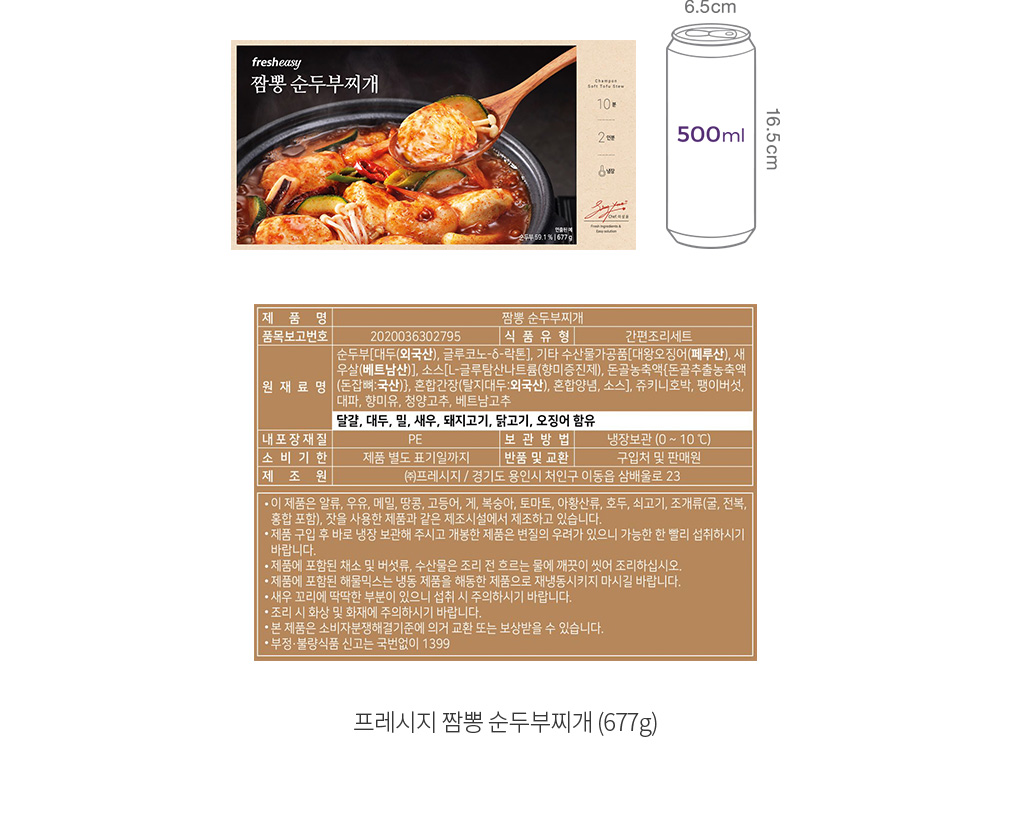 6.5cm
fresheasy
짬뽕 순두부찌개
Champon
Soft Tofu Stew
10분
2인분
냉장
Chef 이성윤
Fresh ingredients &
Easy solution
연출된 예
순두부 59.1 % | 677 g
500ml
16.5cm
제 품 명 짬뽕 순두부찌개
품목보고번호 2020036302795 식 품 유 형 간편조리세트
원 재 료 명 순두부[대두(외국산), 글루코노-δ-락톤], 기타 수산물가공품[대왕오징어(페루산), 새
우살(베트남산)], 소스[L-글루탐산나트륨(향미증진제), 돈골농축액{돈골추출농축액
(돈잡뼈:국산)}, 혼합간장(탈지대두:외국산), 혼합양념, 소스], 쥬키니호박, 팽이버섯,
대파, 향미유, 청양고추, 베트남고추
달걀, 대두, 밀, 새우, 돼지고기, 닭고기, 오징어 함유
내포장재질 PE 보 관 방 법 냉장보관 (0 ~ 10 ℃)
소 비 기 한 제품 별도 표기일까지 반품 및 교환 구입처 및 판매원
제 조 원 ㈜프레시지 / 경기도 용인시 처인구 이동읍 삼배울로 23
• 이 제품은 알류, 우유, 메밀, 땅콩, 고등어, 게, 복숭아, 토마토, 아황산류, 호두, 쇠고기, 조개류(굴, 전복,
홍합 포함), 잣을 사용한 제품과 같은 제조시설에서 제조하고 있습니다.
• 제품 구입 후 바로 냉장 보관해 주시고 개봉한 제품은 변질의 우려가 있으니 가능한 한 빨리 섭취하시기
바랍니다.
• 제품에 포함된 채소 및 버섯류, 수산물은 조리 전 흐르는 물에 깨끗이 씻어 조리하십시오.
• 제품에 포함된 해물믹스는 냉동 제품을 해동한 제품으로 재냉동시키지 마시길 바랍니다.
• 새우 꼬리에 딱딱한 부분이 있으니 섭취 시 주의하시기 바랍니다.
• 조리 시 화상 및 화재에 주의하시기 바랍니다.
• 본 제품은 소비자분쟁해결기준에 의거 교환 또는 보상받을 수 있습니다.
• 부정·불량식품 신고는 국번없이 1399
프레시지 짬뽕 순두부찌개 (677g)